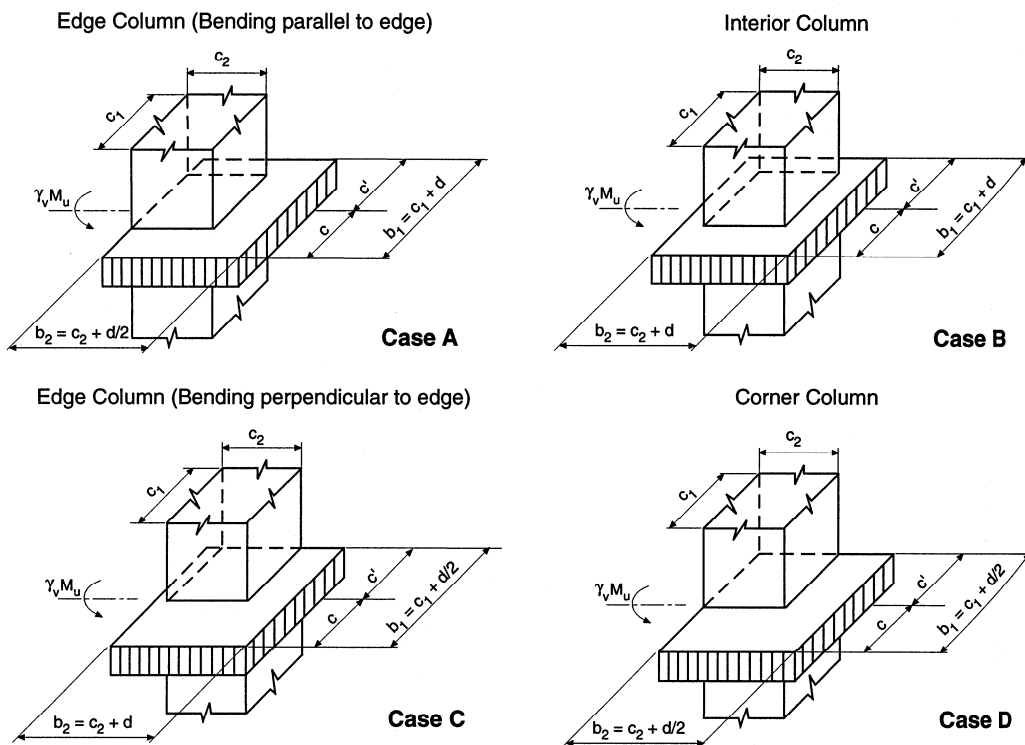 Edge Column (Bending parallel to edge)
c₂
c₁
γᵥMᵤ
c'
c
b₁ = c₁ + d
b₂ = c₂ + d/2
Case A
Interior Column
c₂
c₁
γᵥMᵤ
c'
c
b₁ = c₁ + d
b₂ = c₂ + d
Case B
Edge Column (Bending perpendicular to edge)
c₂
c₁
γᵥMᵤ
c'
c
b₁ = c₁ + d/2
b₂ = c₂ + d
Case C
Corner Column
c₂
c₁
γᵥMᵤ
c'
c
b₁ = c₁ + d/2
b₂ = c₂ + d/2
Case D